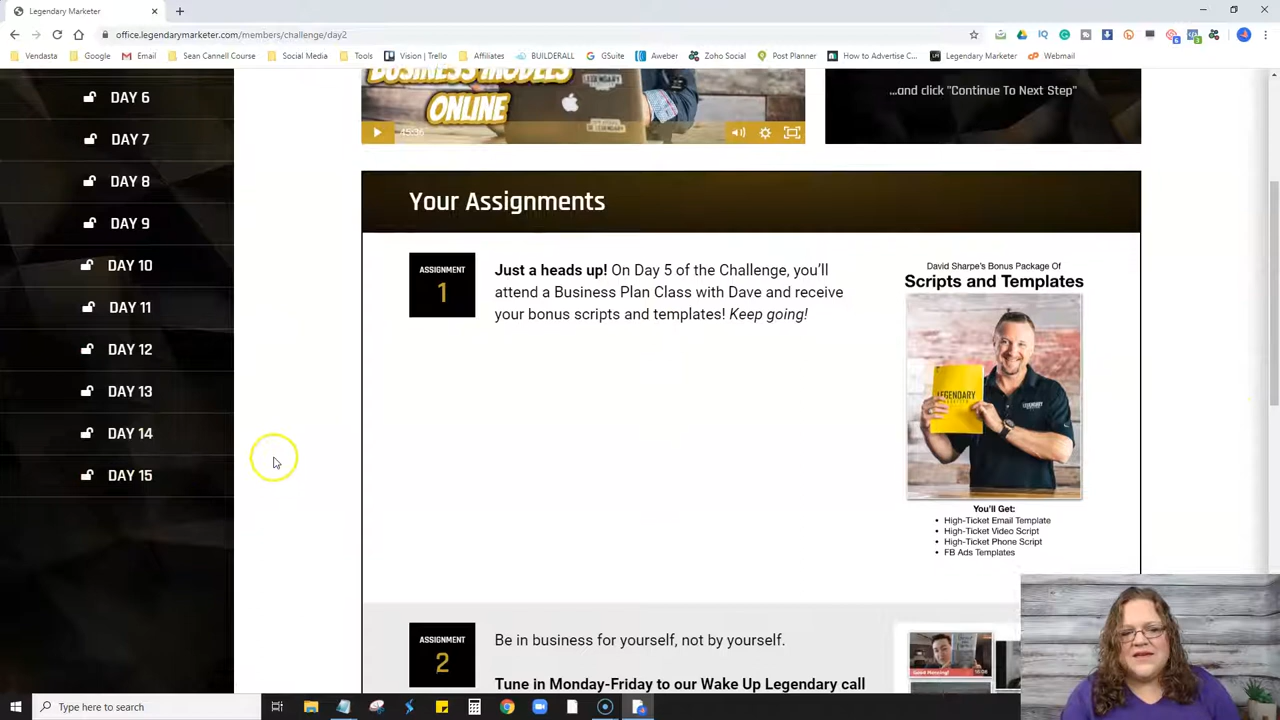 Legendary Marketer
office.legendarymarketer.com/members/challenge/day2
Vendasta
Google
Email
Sean Cannell Course
Social Media
Tools
Vision | Trello
Affiliates
BUILDERALL
GSuite
Aweber
Zoho Social
Post Planner
How to Advertise C...
Legendary Marketer
Webmail
BUSINESS MODELS
ONLINE
45:36
...and click "Continue To Next Step"
DAY 6
DAY 7
DAY 8
DAY 9
DAY 10
DAY 11
DAY 12
DAY 13
DAY 14
DAY 15
Your Assignments
ASSIGNMENT
1
Just a heads up! On Day 5 of the Challenge, you'll
attend a Business Plan Class with Dave and receive
your bonus scripts and templates! Keep going!
David Sharpe's Bonus Package Of
Scripts and Templates
LEGENDARY
You'll Get:
• High-Ticket Email Template
• High-Ticket Video Script
• High-Ticket Phone Script
• FB Ads Templates
ASSIGNMENT
2
Be in business for yourself, not by yourself.
Tune in Monday-Friday to our Wake Up Legendary call
Type here to search